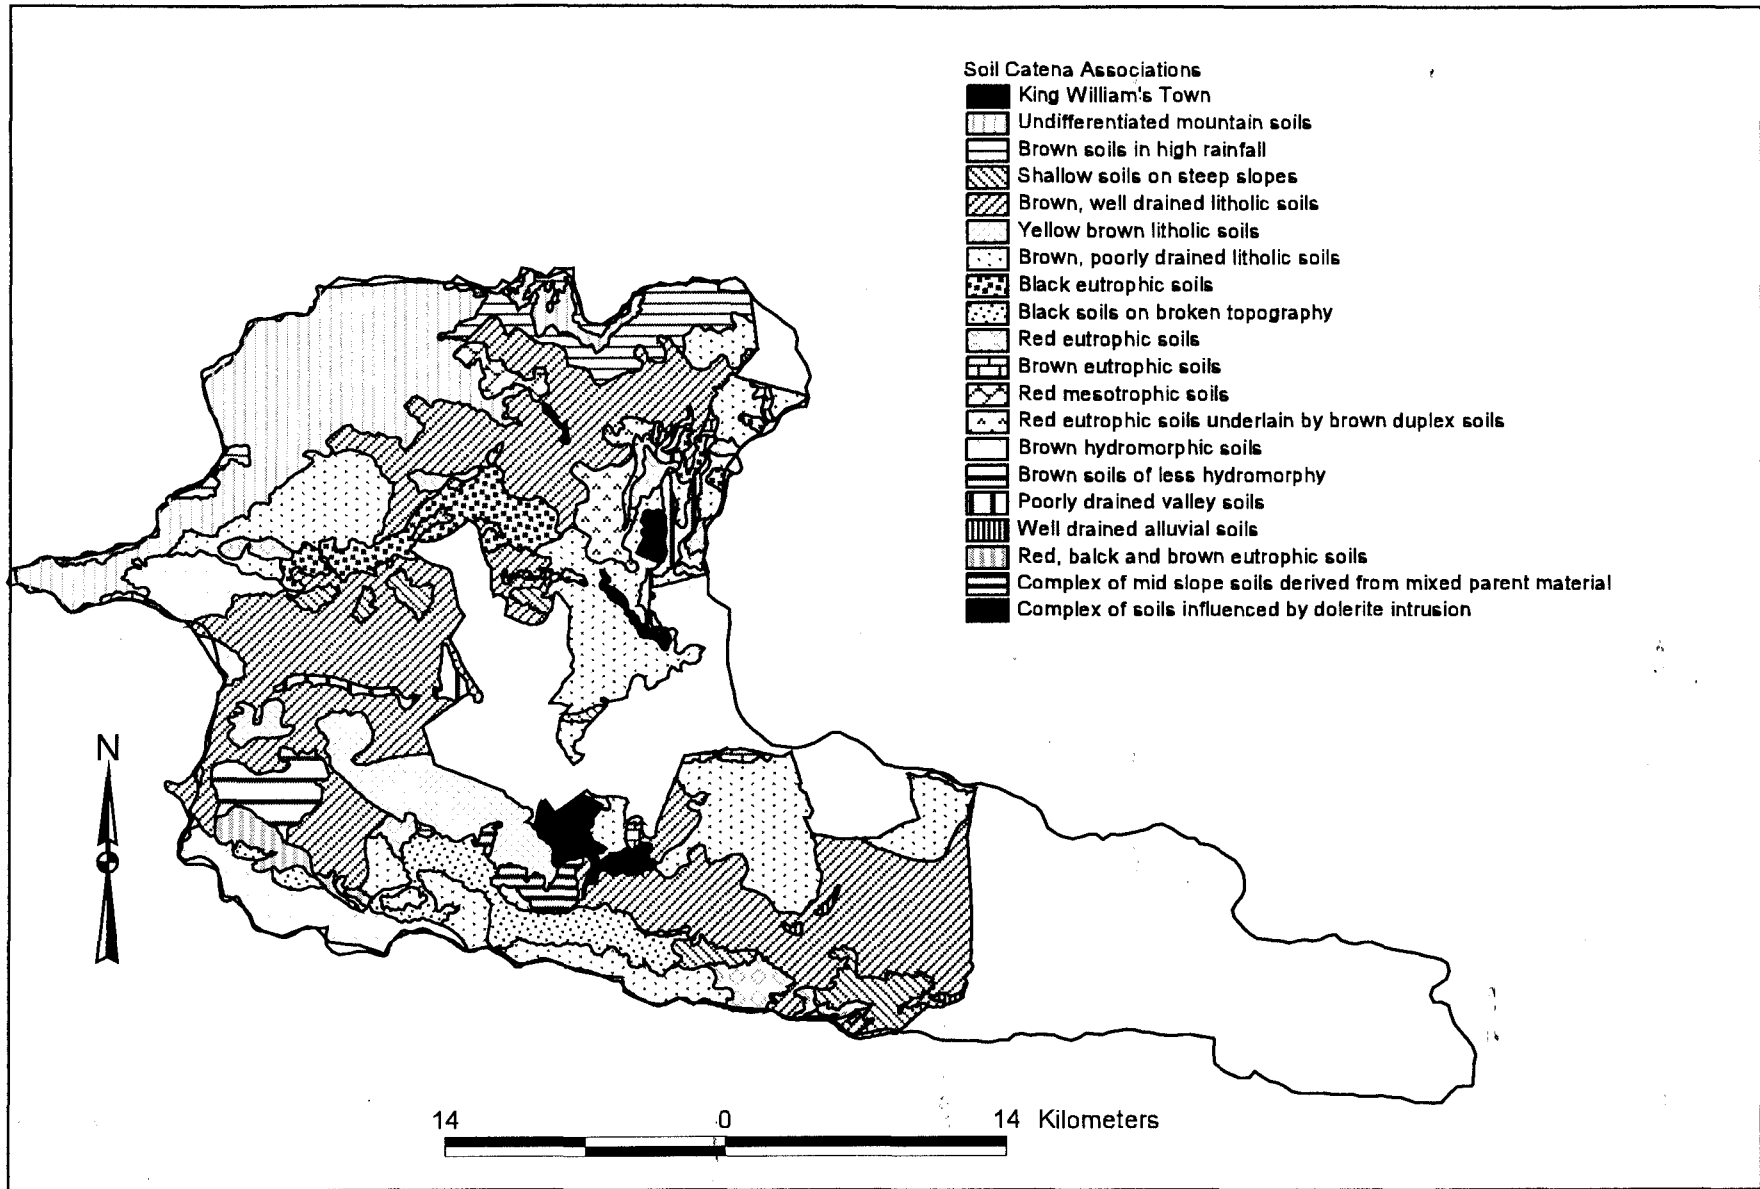 Soil Catena Associations
King William's Town
Undifferentiated mountain soils
Brown soils in high rainfall
Shallow soils on steep slopes
Brown, well drained litholic soils
Yellow brown litholic soils
Brown, poorly drained litholic soils
Black eutrophic soils
Black soils on broken topography
Red eutrophic soils
Brown eutrophic soils
Red mesotrophic soils
Red eutrophic soils underlain by brown duplex soils
Brown hydromorphic soils
Brown soils of less hydromorphy
Poorly drained valley soils
Well drained alluvial soils
Red, balck and brown eutrophic soils
Complex of mid slope soils derived from mixed parent material
Complex of soils influenced by dolerite intrusion
N
14 0 14 Kilometers